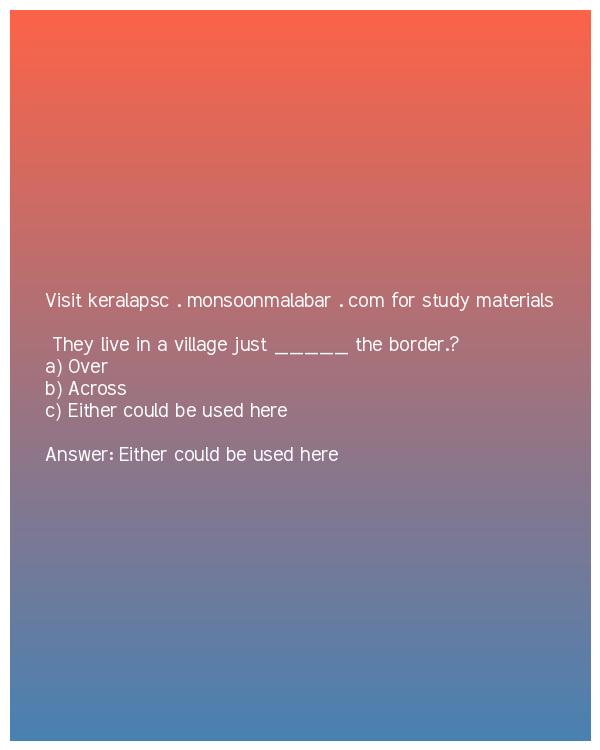 Visit keralapsc . monsoonmalabar . com for study materials
They live in a village just _____ the border.?
a) Over
b) Across
c) Either could be used here
Answer: Either could be used here